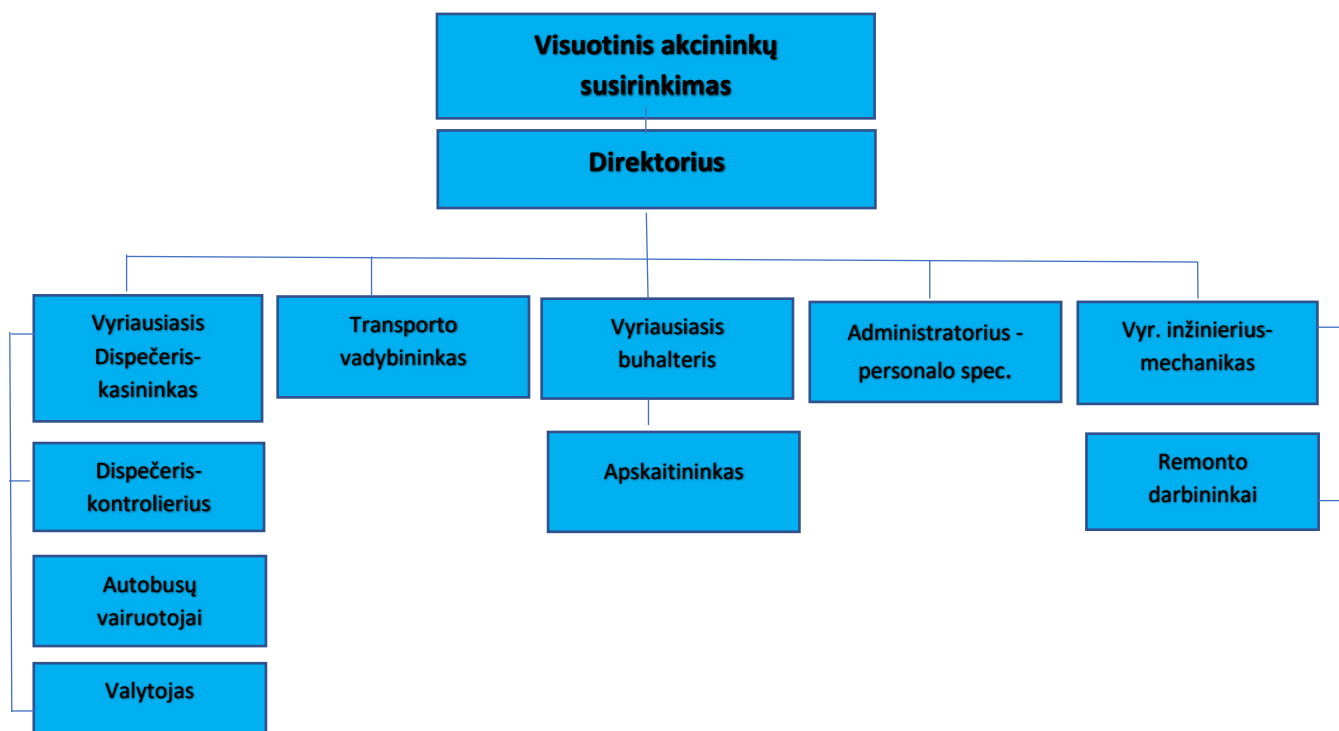 Visuotinis akcininkų
susirinkimas
Direktorius
Vyriausiasis
Dispečeris-
kasininkas
Transporto
vadybininkas
Vyriausiasis
buhalteris
Administratorius -
personalo spec.
Vyr. inžinierius-
mechanikas
Dispečeris-
kontrolierius
Apskaitininkas
Remonto
darbininkai
Autobusų
vairuotojai
Valytojas